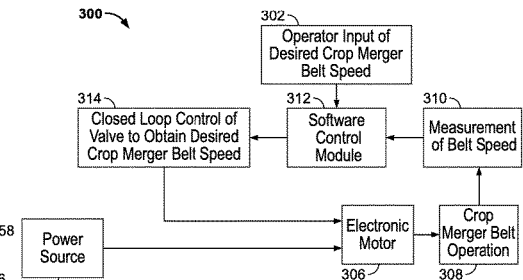 300
302
Operator Input of
Desired Crop Merger
Belt Speed
314
Closed Loop Control of
Valve to Obtain Desired
Crop Merger Belt Speed
312
Software
Control
Module
310
Measurement
of Belt Speed
58
Power
Source
6
Electronic
Motor
306
Crop
Merger Belt
Operation
308